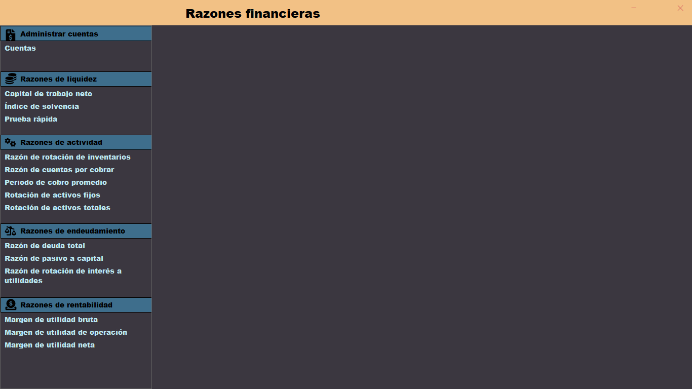 Razones financieras
Administrar cuentas
Cuentas
Razones de liquidez
Capital de trabajo neto
Índice de solvencia
Prueba rápida
Razones de actividad
Razón de rotación de inventarios
Razón de cuentas por cobrar
Periodo de cobro promedio
Rotación de activos fijos
Rotación de activos totales
Razones de endeudamiento
Razón de deuda total
Razón de pasivo a capital
Razón de rotación de interés a
utilidades
Razones de rentabilidad
Margen de utilidad bruta
Margen de utilidad de operación
Margen de utilidad neta